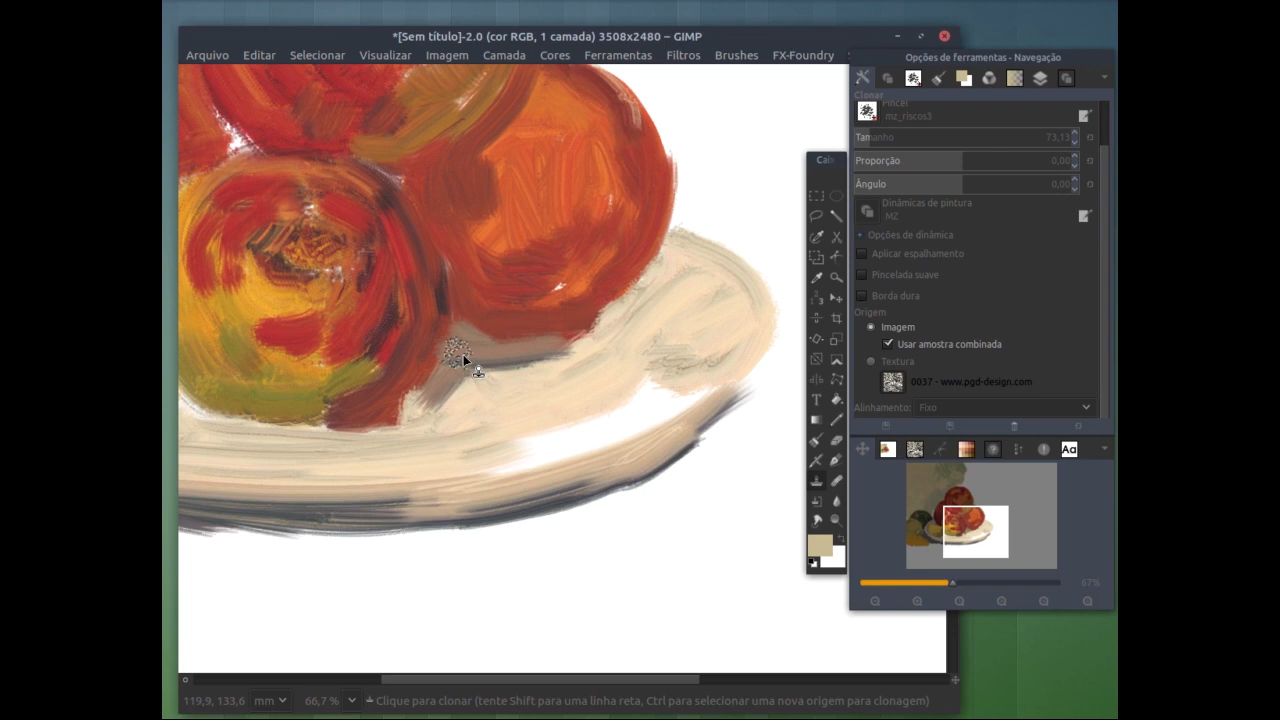 *[Sem título]-2.0 (cor RGB, 1 camada) 3508x2480 – GIMP
Arquivo Editar Selecionar Visualizar Imagem Camada Cores Ferramentas Filtros Brushes FX-Foundry
Opções de ferramentas - Navegação
Clonar
Pincel
mz_riscos3
Tamanho 73,13
Proporção 0,00
Ângulo 0,00
Dinâmicas de pintura
MZ
Opções de dinâmica
Aplicar espalhamento
Pincelada suave
Borda dura
Origem
Imagem
Usar amostra combinada
Textura
0037 - www.pgd-design.com
Alinhamento: Fixo
Aa
67%
Cai
119,9, 133,6 mm 66,7 % Clique para clonar (tente Shift para uma linha reta, Ctrl para selecionar uma nova origem para clonagem)